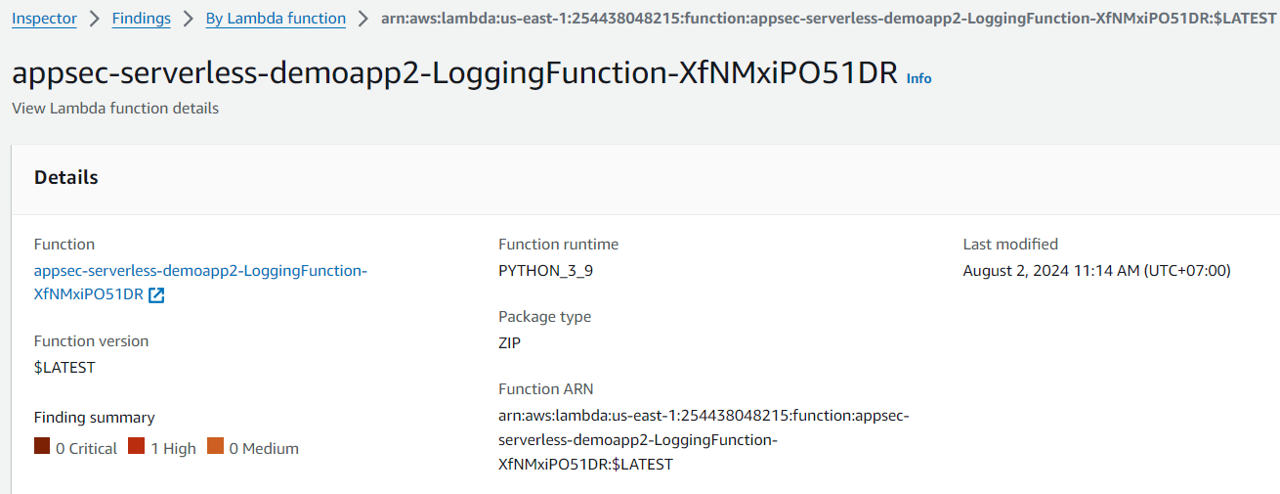 Inspector > Findings > By Lambda function > arn:aws:lambda:us-east-1:254438048215:function:appsec-serverless-demoapp2-LoggingFunction-XfNMxiPO51DR:$LATEST
appsec-serverless-demoapp2-LoggingFunction-XfNMxiPO51DR Info
View Lambda function details
Details
Function
appsec-serverless-demoapp2-LoggingFunction-
XfNMxiPO51DR
Function version
$LATEST
Finding summary
0 Critical 1 High 0 Medium
Function runtime
PYTHON_3_9
Package type
ZIP
Function ARN
arn:aws:lambda:us-east-1:254438048215:function:appsec-
serverless-demoapp2-LoggingFunction-
XfNMxiPO51DR:$LATEST
Last modified
August 2, 2024 11:14 AM (UTC+07:00)